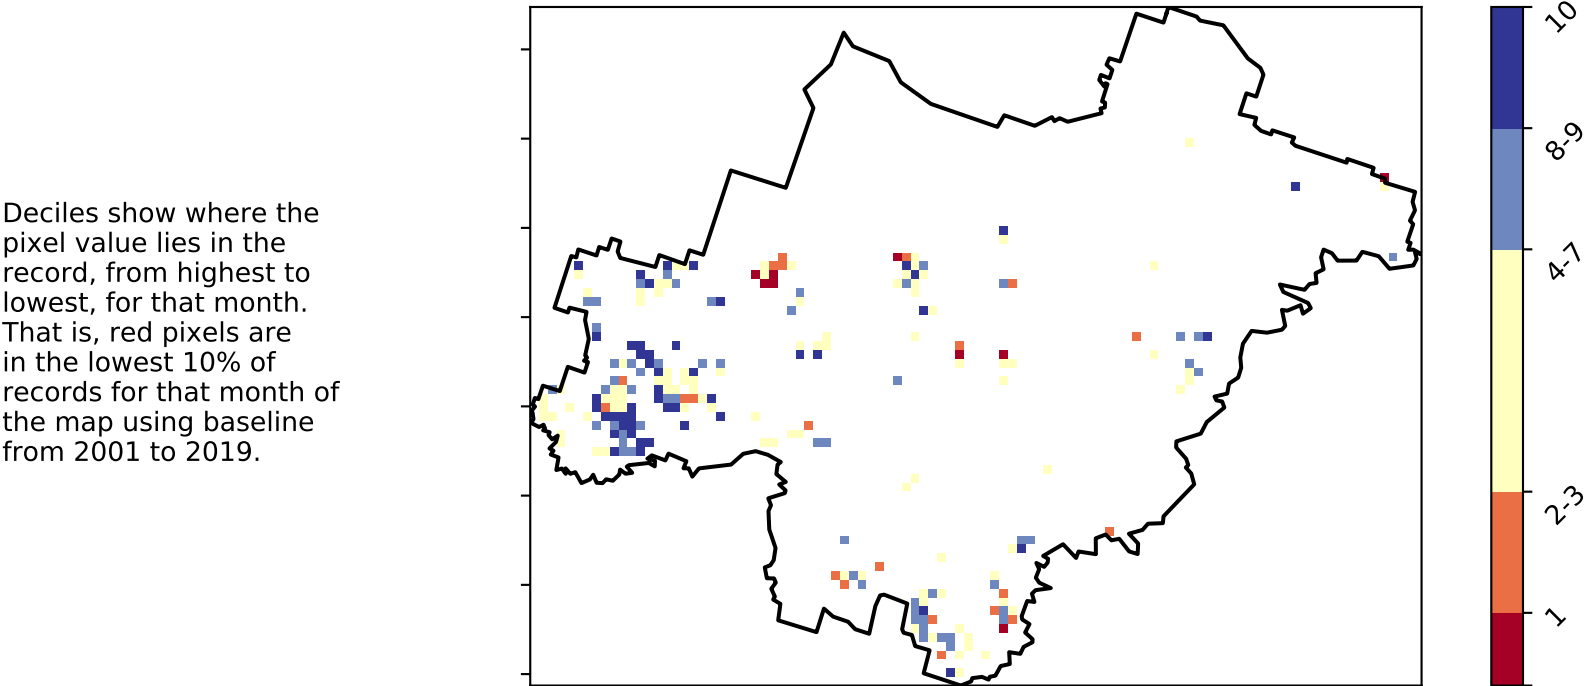 Deciles show where the
pixel value lies in the
record, from highest to
lowest, for that month.
That is, red pixels are
in the lowest 10% of
records for that month of
the map using baseline
from 2001 to 2019.
10
8-9
4-7
2-3
1